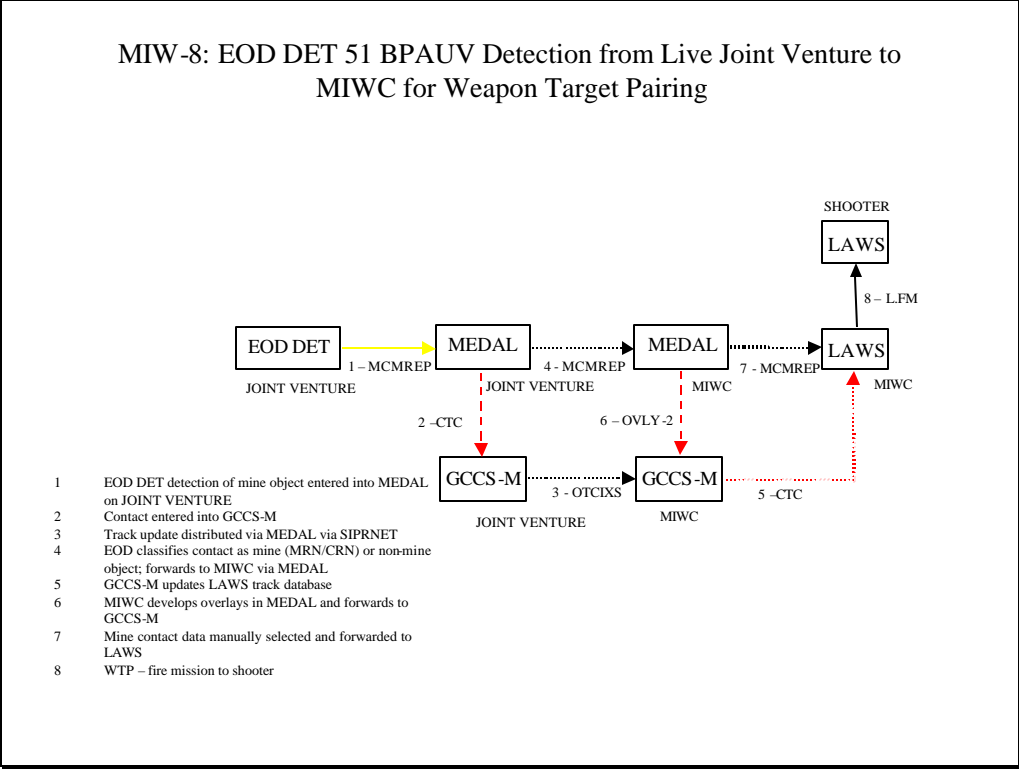 MIW-8: EOD DET 51 BPAUV Detection from Live Joint Venture to
MIWC for Weapon Target Pairing
SHOOTER
LAWS
8 – L.FM
EOD DET
1 – MCMREP
MEDAL
4 - MCMREP
MEDAL
7 - MCMREP
LAWS
JOINT VENTURE
JOINT VENTURE
MIWC
MIWC
2 –CTC
6 – OVLY-2
GCCS-M
3 - OTCIXS
GCCS-M
5 –CTC
JOINT VENTURE
MIWC
1 EOD DET detection of mine object entered into MEDAL
on JOINT VENTURE
2 Contact entered into GCCS-M
3 Track update distributed via MEDAL via SIPRNET
4 EOD classifies contact as mine (MRN/CRN) or non-mine
object; forwards to MIWC via MEDAL
5 GCCS-M updates LAWS track database
6 MIWC develops overlays in MEDAL and forwards to
GCCS-M
7 Mine contact data manually selected and forwarded to
LAWS
8 WTP – fire mission to shooter